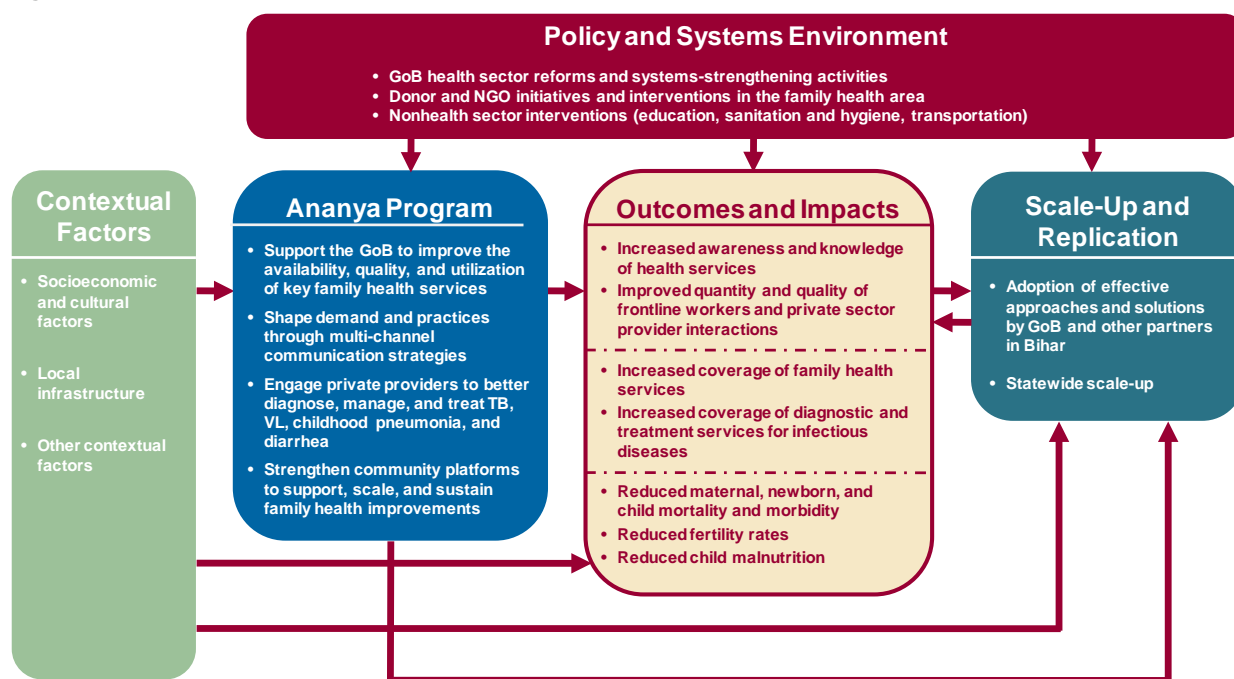 Policy and Systems Environment
• GoB health sector reforms and systems-strengthening activities
• Donor and NGO initiatives and interventions in the family health area
• Nonhealth sector interventions (education, sanitation and hygiene, transportation)
Contextual
Factors
• Socioeconomic
and cultural
factors
• Local
infrastructure
• Other contextual
factors
Ananya Program
• Support the GoB to improve the
availability, quality, and utilization
of key family health services
• Shape demand and practices
through multi-channel
communication strategies
• Engage private providers to better
diagnose, manage, and treat TB,
VL, childhood pneumonia, and
diarrhea
• Strengthen community platforms
to support, scale, and sustain
family health improvements
Outcomes and Impacts
• Increased awareness and knowledge
of health services
• Improved quantity and quality of
frontline workers and private sector
provider interactions
• Increased coverage of family health
services
• Increased coverage of diagnostic and
treatment services for infectious
diseases
• Reduced maternal, newborn, and
child mortality and morbidity
• Reduced fertility rates
• Reduced child malnutrition
Scale-Up and
Replication
• Adoption of effective
approaches and solutions
by GoB and other partners
in Bihar
• Statewide scale-up